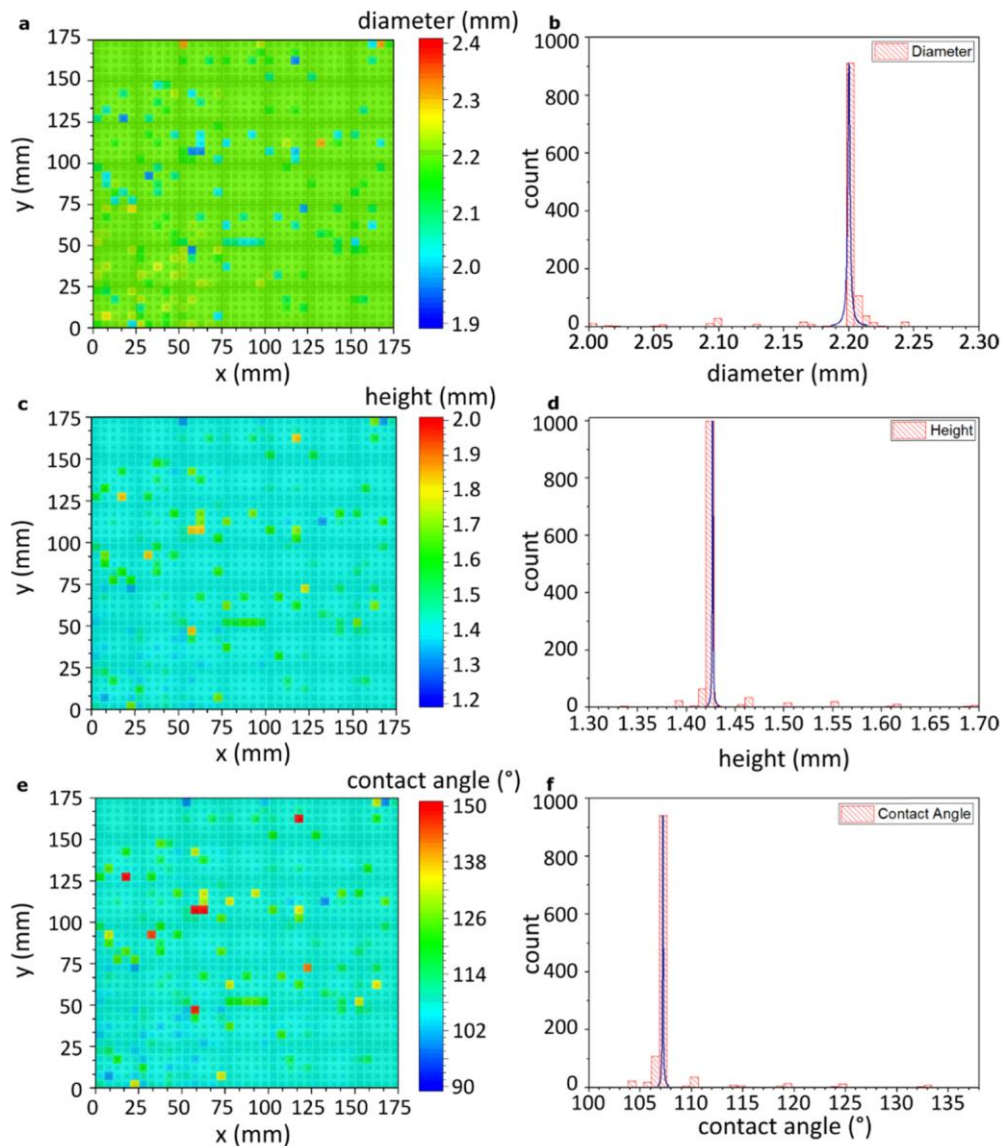 a
diameter (mm)
175
150
125
100
75
50
25
0
y (mm)
0 25 50 75 100 125 150 175
x (mm)
2.4
2.3
2.2
2.1
2.0
1.9
b
1000
800
600
400
200
0
count
Diameter
2.00 2.05 2.10 2.15 2.20 2.25 2.30
diameter (mm)
c
height (mm)
175
150
125
100
75
50
25
0
y (mm)
0 25 50 75 100 125 150 175
x (mm)
2.0
1.9
1.8
1.7
1.6
1.5
1.4
1.3
1.2
d
1000
800
600
400
200
0
count
Height
1.30 1.40 1.45 1.50 1.55 1.60 1.65 1.70
height (mm)
e
contact angle (°)
175
150
125
100
75
50
25
0
y (mm)
0 25 50 75 100 125 150 175
x (mm)
150
138
126
114
102
90
f
1000
800
600
400
200
0
count
Contact Angle
100 105 110 115 120 125 130 135
contact angle (°)